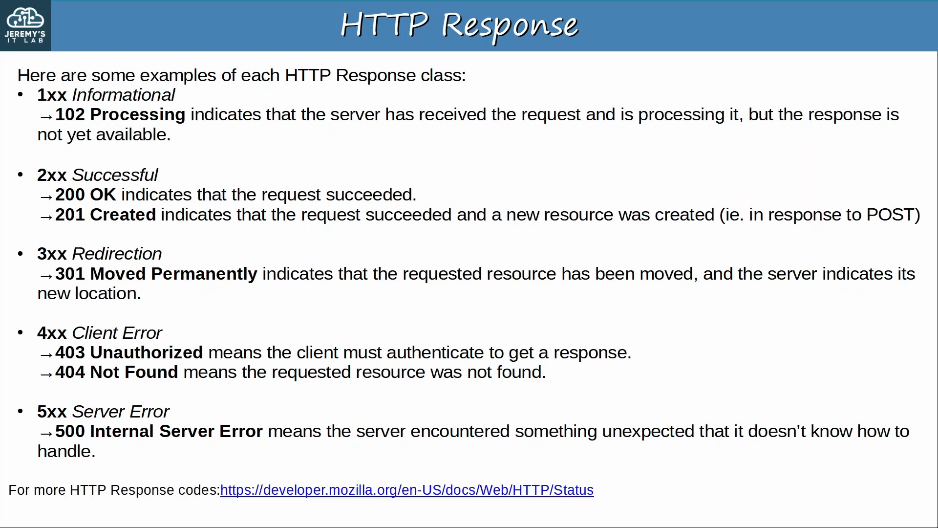 JEREMY'S
IT LAB
HTTP Response
Here are some examples of each HTTP Response class:
• 1xx Informational
→102 Processing indicates that the server has received the request and is processing it, but the response is
not yet available.
• 2xx Successful
→200 OK indicates that the request succeeded.
→201 Created indicates that the request succeeded and a new resource was created (ie. in response to POST)
• 3xx Redirection
→301 Moved Permanently indicates that the requested resource has been moved, and the server indicates its
new location.
• 4xx Client Error
→403 Unauthorized means the client must authenticate to get a response.
→404 Not Found means the requested resource was not found.
• 5xx Server Error
→500 Internal Server Error means the server encountered something unexpected that it doesn't know how to
handle.
For more HTTP Response codes:https://developer.mozilla.org/en-US/docs/Web/HTTP/Status